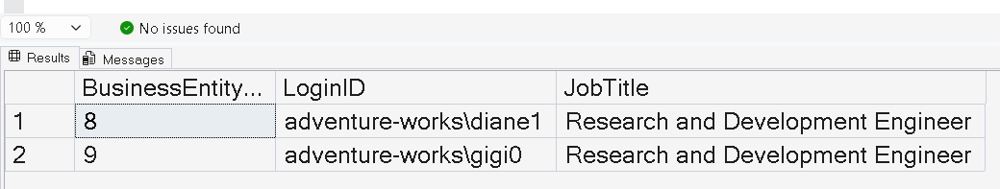 100 % No issues found
Results Messages
BusinessEntity... LoginID JobTitle
1 8 adventure-works\diane1 Research and Development Engineer
2 9 adventure-works\gigi0 Research and Development Engineer